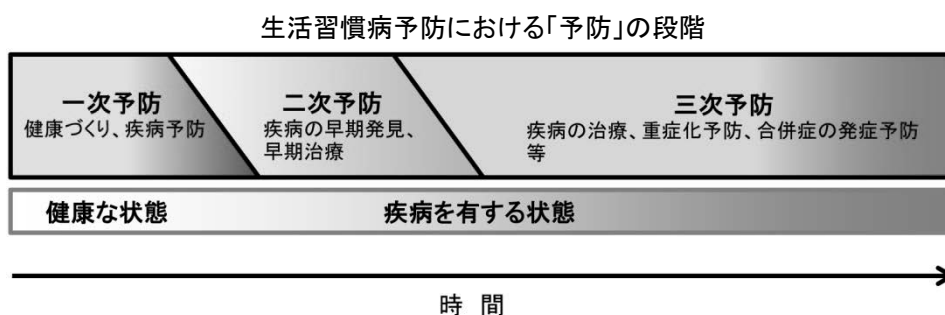 生活習慣病予防における「予防」の段階
一次予防
健康づくり、疾病予防
二次予防
疾病の早期発見、
早期治療
三次予防
疾病の治療、重症化予防、合併症の発症予防
等
健康な状態
疾病を有する状態
時 間